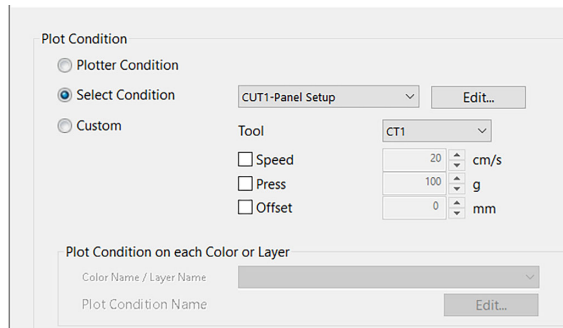 Plot Condition
Plotter Condition
Select Condition CUT1-Panel Setup Edit...
Custom Tool CT1
Speed 20 cm/s
Press 100 g
Offset 0 mm
Plot Condition on each Color or Layer
Color Name / Layer Name
Plot Condition Name Edit...